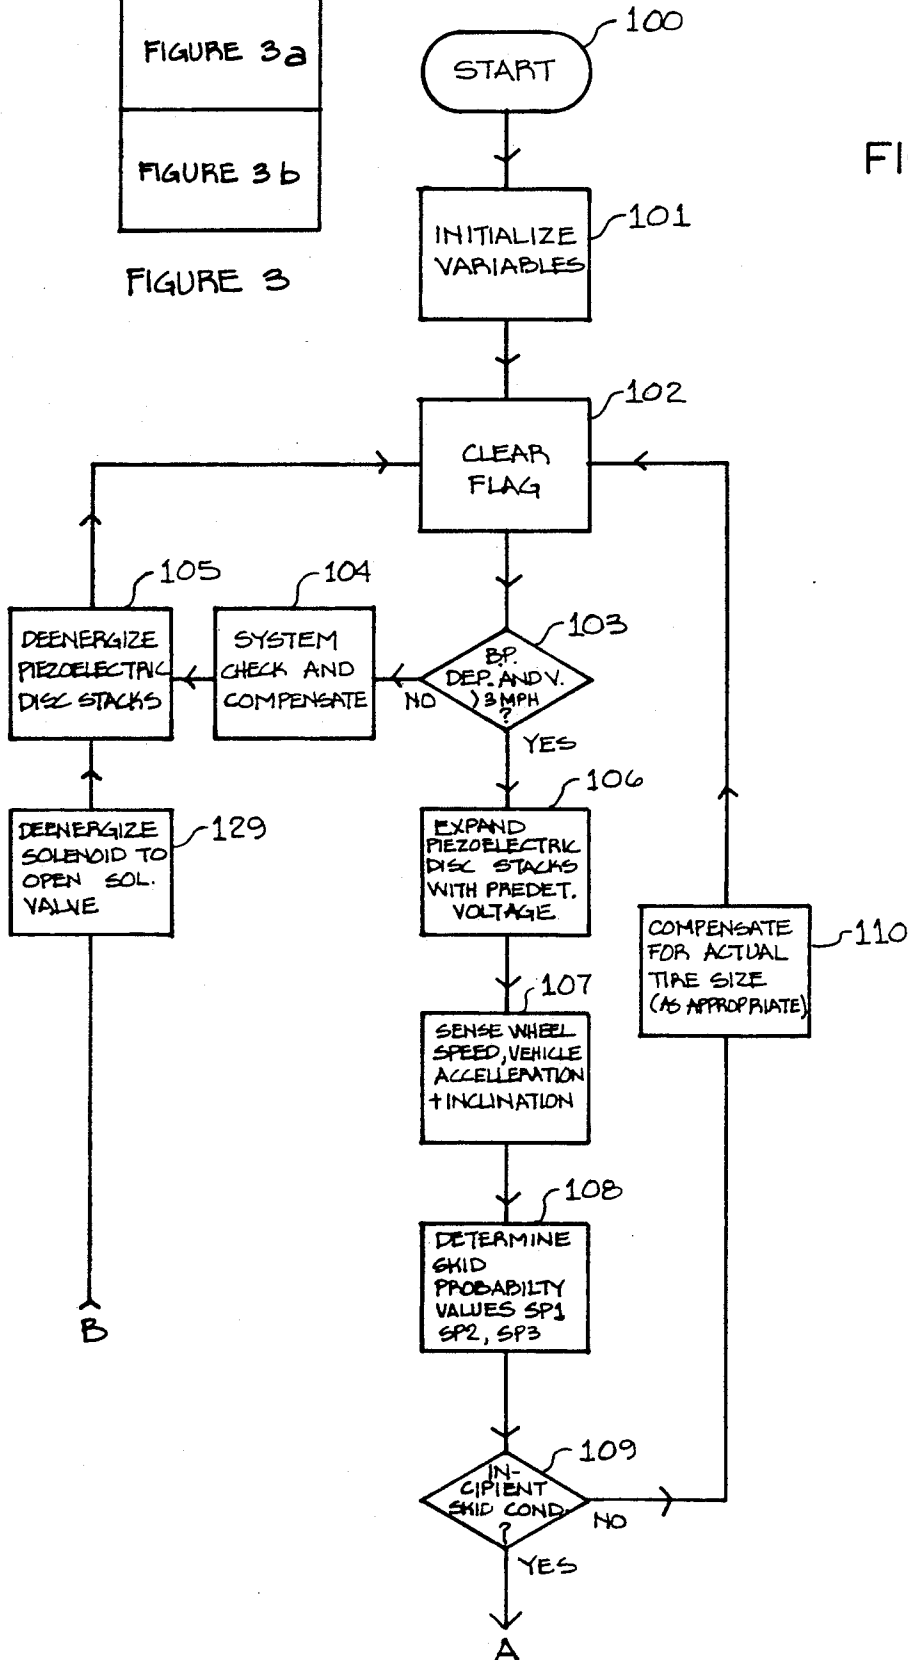 FIGURE 3a
FIGURE 3b
FIGURE 3
FI
START
100
INITIALIZE
VARIABLES
101
CLEAR
FLAG
102
B.P.
DEP. AND V.
> 3 MPH
?
103
NO
YES
SYSTEM
CHECK AND
COMPENSATE
104
DEENERGIZE
PIEZOELECTRIC
DISC STACKS
105
DEENERGIZE
SOLENOID TO
OPEN SOL.
VALVE
129
B
EXPAND
PIEZOELECTRIC
DISC STACKS
WITH PREDET.
VOLTAGE
106
SENSE WHEEL
SPEED, VEHICLE
ACCELLERATION
+ INCLINATION
107
DETERMINE
SKID
PROBABILTY
VALUES SP1
SP2, SP3
108
IN-
CIPIENT
SKID COND.
?
109
NO
YES
COMPENSATE
FOR ACTUAL
TIRE SIZE
(AS APPROPRIATE)
110
A